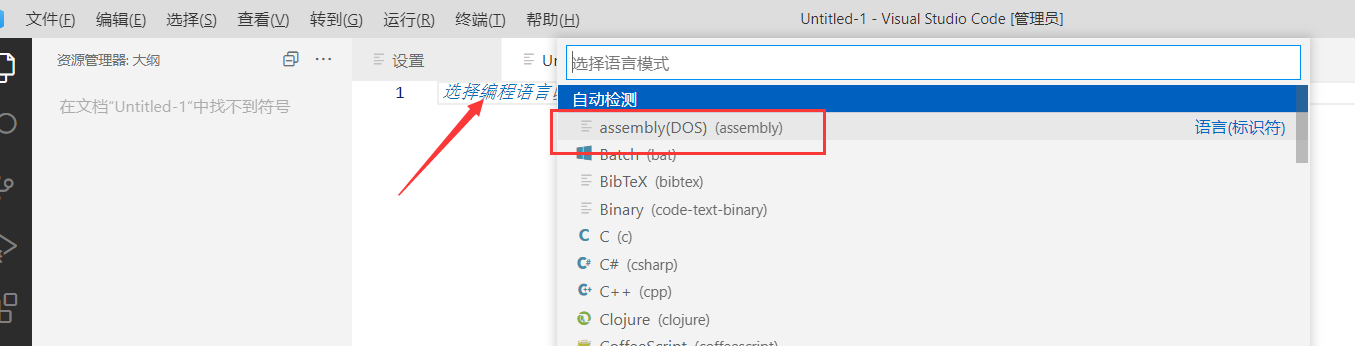 文件(F) 编辑(E) 选择(S) 查看(V) 转到(G) 运行(R) 终端(T) 帮助(H) Untitled-1 - Visual Studio Code [管理员]
资源管理器: 大纲
设置
选择语言模式
在文档“Untitled-1”中找不到符号
1 选择编程语言
自动检测
assembly(DOS) (assembly) 语言(标识符)
Batch (bat)
BibTeX (bibtex)
Binary (code-text-binary)
C (c)
C# (csharp)
C++ (cpp)
Clojure (clojure)
CoffeeScript (coffeescript)